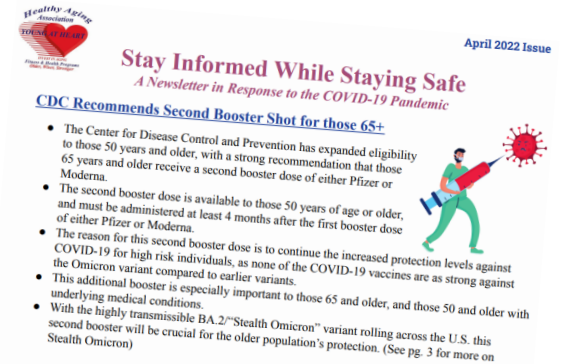 Healthy Aging
Association
YOUNG AT HEART
Fitness & Health Programs
April 2022 Issue
Stay Informed While Staying Safe
A Newsletter in Response to the COVID-19 Pandemic
CDC Recommends Second Booster Shot for those 65+
• The Center for Disease Control and Prevention has expanded eligibility
to those 50 years and older, with a strong recommendation that those
65 years and older receive a second booster dose of either Pfizer or
Moderna.
• The second booster dose is available to those 50 years of age or older,
and must be administered at least 4 months after the first booster dose
of either Pfizer or Moderna.
• The reason for this second booster dose is to continue the increased protection levels against
COVID-19 for high risk individuals, as none of the COVID-19 vaccines are as strong against
the Omicron variant compared to earlier variants.
• This additional booster is especially important to those 65 and older, and those 50 and older with
underlying medical conditions.
• With the highly transmissible BA.2/“Stealth Omicron” variant rolling across the U.S. this
second booster will be crucial for the older population's protection. (See pg. 3 for more on
Stealth Omicron)